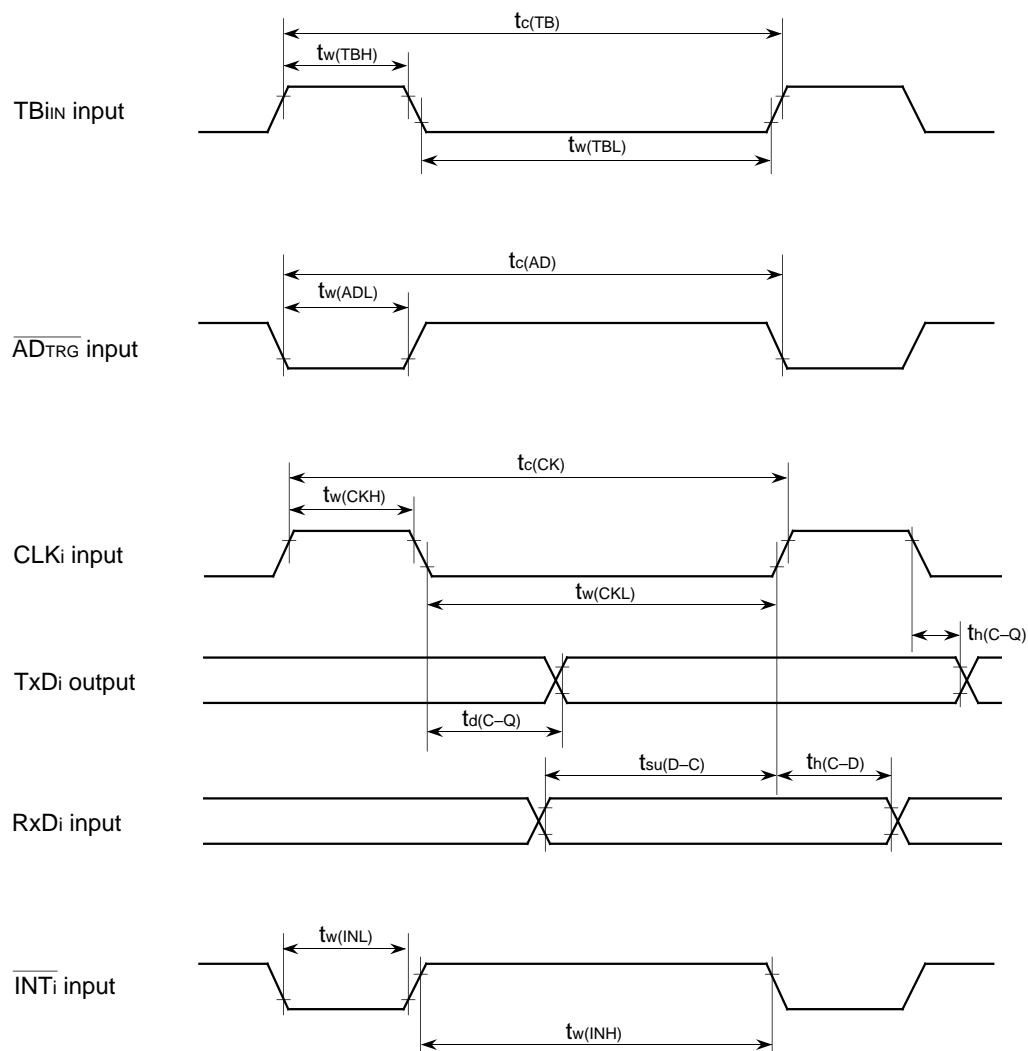 tc(TB)
tw(TBH)
TBiIN input
tw(TBL)
tc(AD)
tw(ADL)
ADTRG input
tc(CK)
tw(CKH)
CLKi input
tw(CKL)
th(C–Q)
TxDi output
td(C–Q)
tsu(D–C)
th(C–D)
RxDi input
tw(INL)
INTi input
tw(INH)